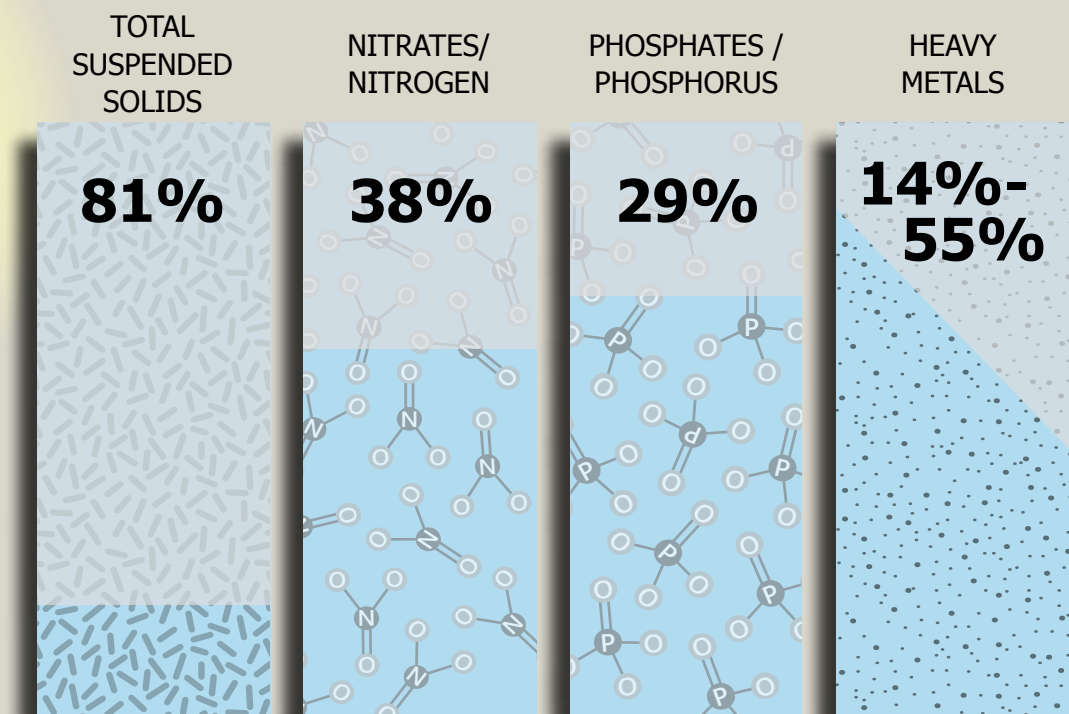 TOTAL
SUSPENDED
SOLIDS
81%
NITRATES/
NITROGEN
38%
PHOSPHATES /
PHOSPHORUS
29%
HEAVY
METALS
14%-
55%